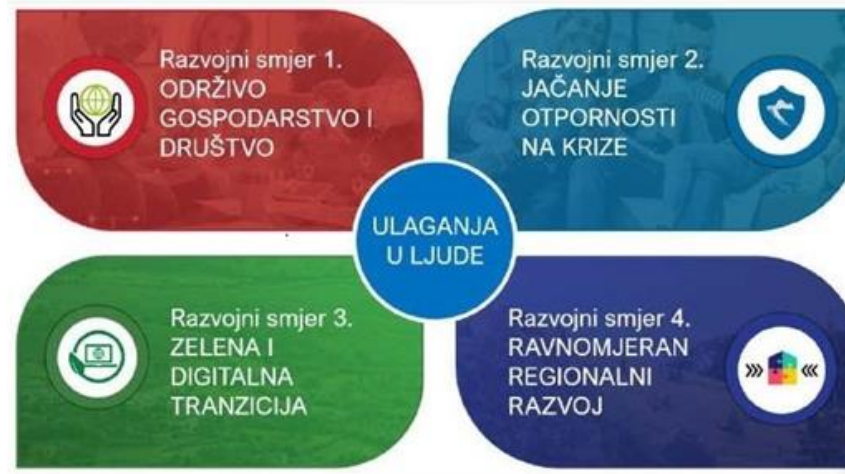 Razvojni smjer 1.
ODRŽIVO
GOSPODARSTVO I
DRUŠTVO
Razvojni smjer 2.
JAČANJE
OTPORNOSTI
NA KRIZE
ULAGANJA
U LJUDE
Razvojni smjer 3.
ZELENA I
DIGITALNA
TRANZICIJA
Razvojni smjer 4.
RAVNOMJERAN
REGIONALNI
RAZVOJ